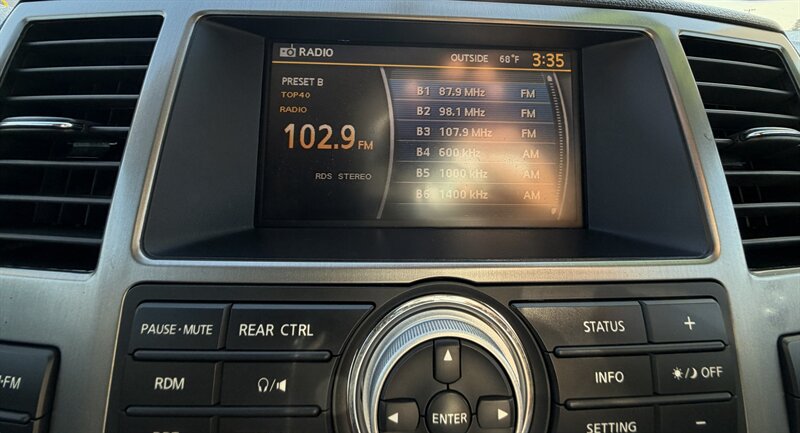 RADIO OUTSIDE 68°F 3:35
PRESET B
TOP40
RADIO
102.9 FM
RDS STEREO
B1 87.9 MHz FM
B2 98.1 MHz FM
B3 107.9 MHz FM
B4 600 kHz AM
B5 1000 kHz AM
B6 1400 kHz AM
PAUSE·MUTE REAR CTRL STATUS +
FM RDM INFO OFF
ENTER SETTING −